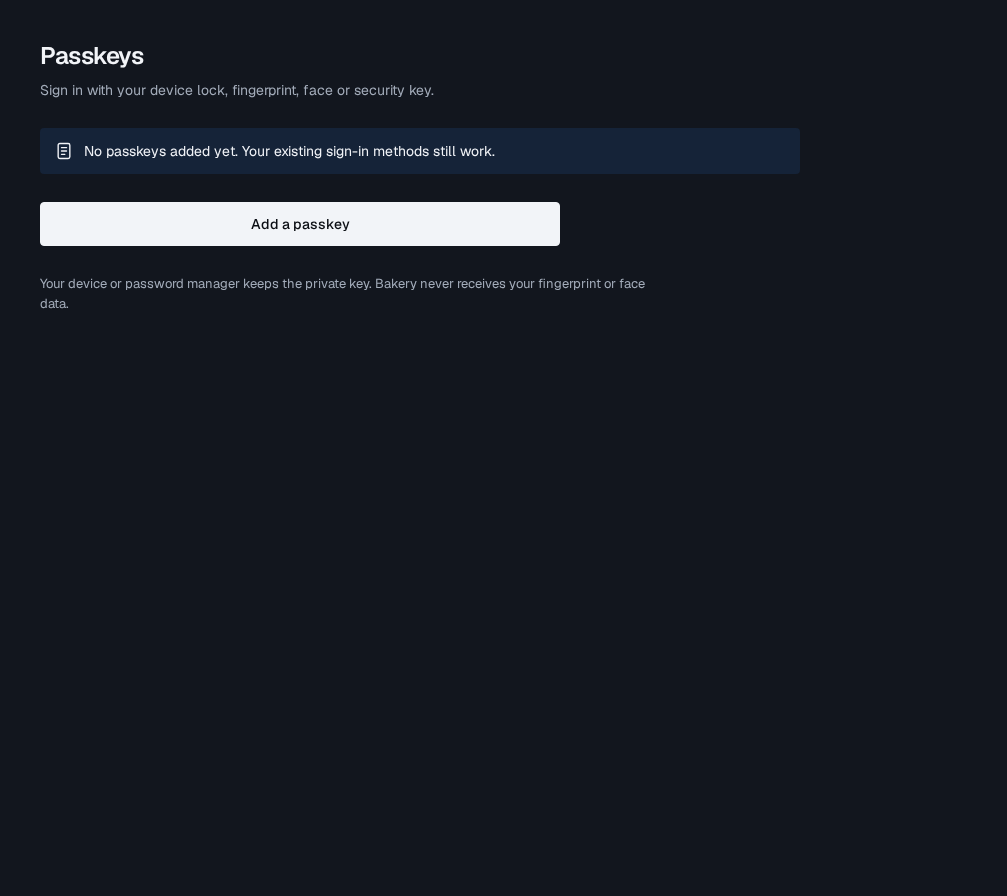 Passkeys
Sign in with your device lock, fingerprint, face or security key.
No passkeys added yet. Your existing sign-in methods still work.
Add a passkey
Your device or password manager keeps the private key. Bakery never receives your fingerprint or face
data.